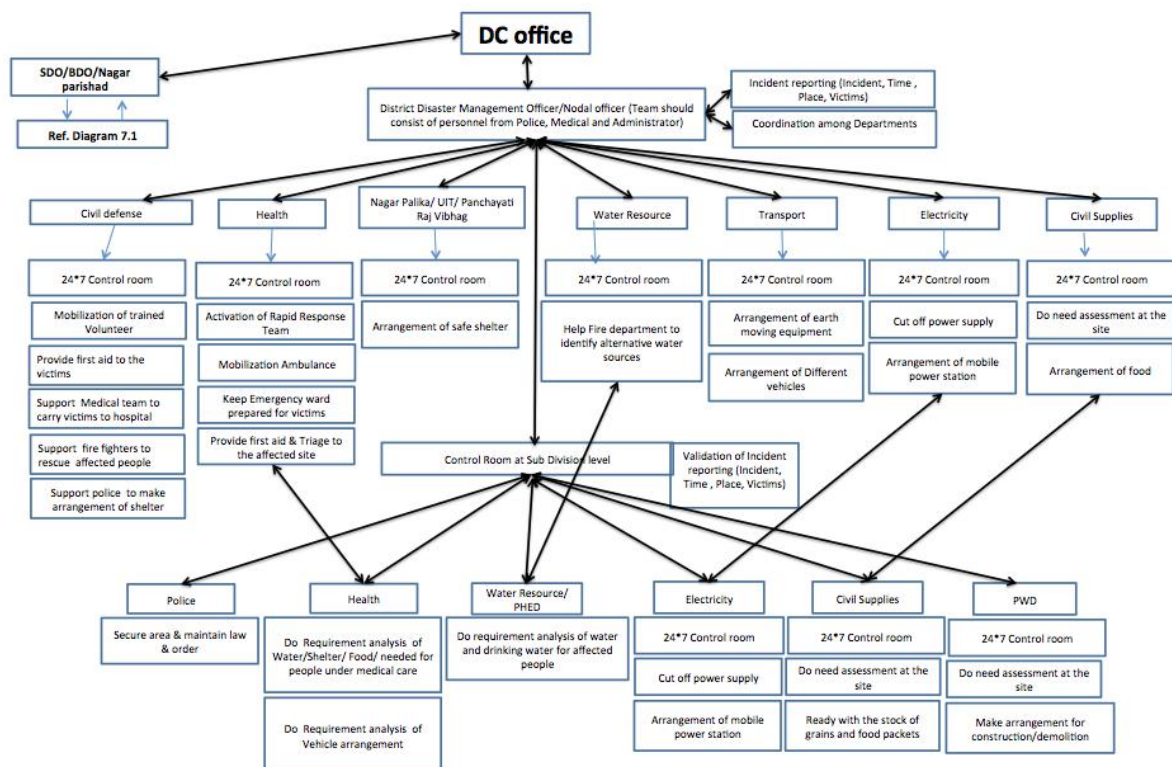 DC office
SDO/BDO/Nagar
parishad
Ref. Diagram 7.1
District Disaster Management Officer/Nodal officer (Team should
consist of personnel from Police, Medical and Administrator)
Incident reporting (Incident, Time ,
Place, Victims)
Coordination among Departments
Civil defense
Health
Nagar Palika/ UIT/ Panchayati
Raj Vibhag
Water Resource
Transport
Electricity
Civil Supplies
24*7 Control room
Mobilization of trained
Volunteer
Provide first aid to the
victims
Support Medical team to
carry victims to hospital
Support fire fighters to
rescue affected people
Support police to make
arrangement of shelter
24*7 Control room
Activation of Rapid Response
Team
Mobilization Ambulance
Keep Emergency ward
prepared for victims
Provide first aid & Triage to
the affected site
24*7 Control room
Arrangement of safe shelter
24*7 Control room
Help Fire department to
identify alternative water
sources
24*7 Control room
Arrangement of earth
moving equipment
Arrangement of Different
vehicles
24*7 Control room
Cut off power supply
Arrangement of mobile
power station
24*7 Control room
Do need assessment at the
site
Arrangement of food
Control Room at Sub Division level
Validation of Incident
reporting (Incident,
Time , Place, Victims)
Police
Secure area & maintain law
& order
Health
Do Requirement analysis of
Water/Shelter/ Food/ needed for
people under medical care
Do Requirement analysis of
Vehicle arrangement
Water Resource/
PHED
Do requirement analysis of water
and drinking water for affected
people
Electricity
24*7 Control room
Cut off power supply
Arrangement of mobile
power station
Civil Supplies
24*7 Control room
Do need assessment at the
site
Ready with the stock of
grains and food packets
PWD
24*7 Control room
Do need assessment at the
site
Make arrangement for
construction/demolition